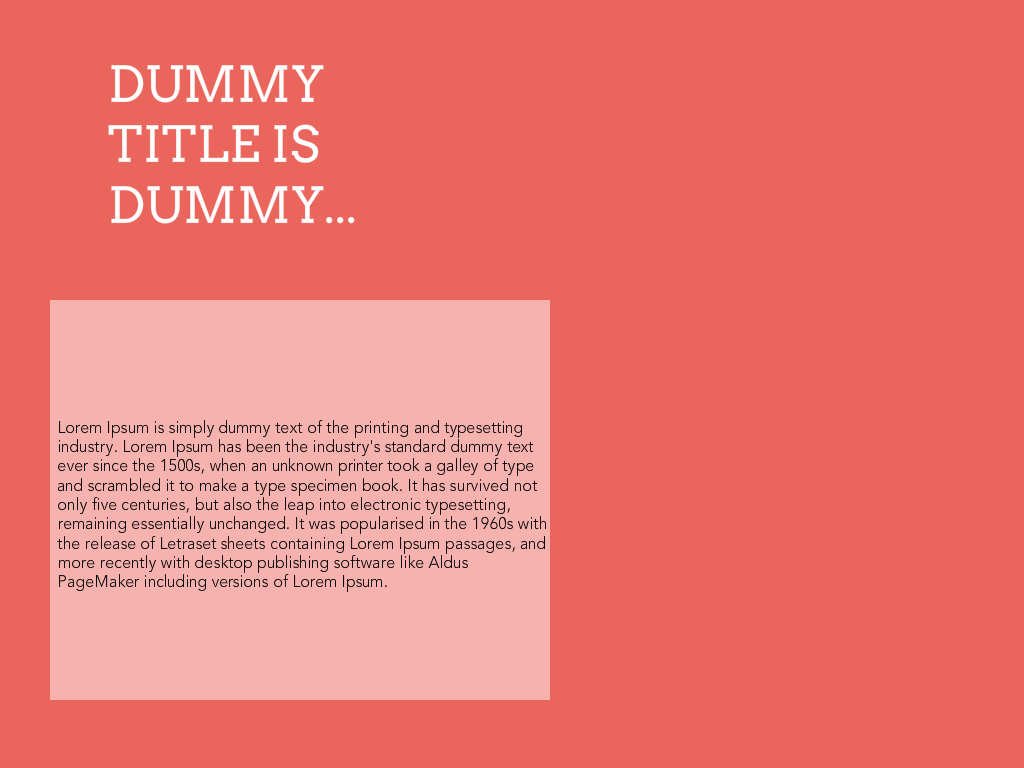 DUMMY
TITLE IS
DUMMY...
Lorem Ipsum is simply dummy text of the printing and typesetting
industry. Lorem Ipsum has been the industry's standard dummy text
ever since the 1500s, when an unknown printer took a galley of type
and scrambled it to make a type specimen book. It has survived not
only five centuries, but also the leap into electronic typesetting,
remaining essentially unchanged. It was popularised in the 1960s with
the release of Letraset sheets containing Lorem Ipsum passages, and
more recently with desktop publishing software like Aldus
PageMaker including versions of Lorem Ipsum.